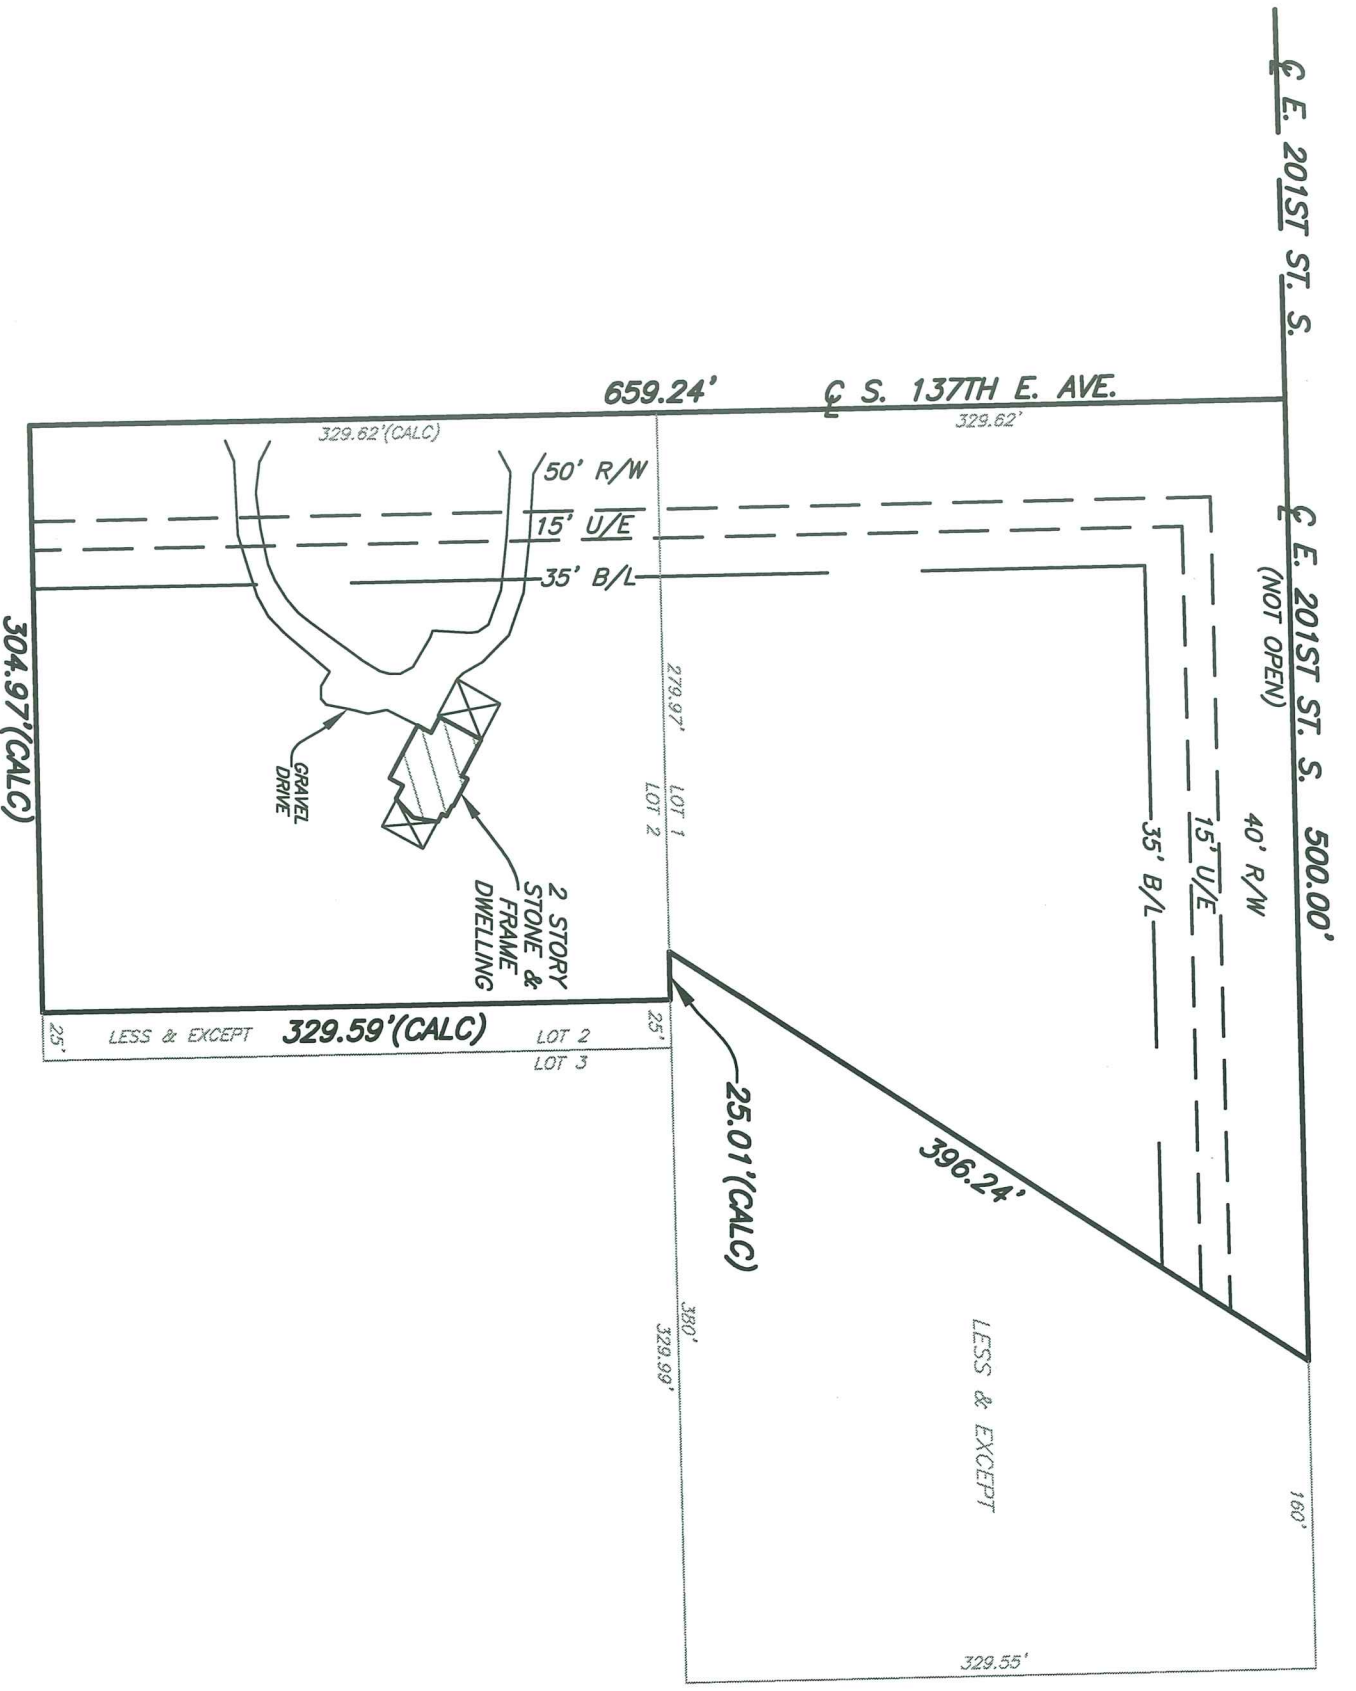 ℄ E. 201ST ST. S.
℄ E. 201ST ST. S.
(NOT OPEN)
500.00'
40' R/W
15' U/E
35' B/L
160'
659.24'
℄ S. 137TH E. AVE.
329.62'
329.62'(CALC)
50' R/W
15' U/E
35' B/L
279.97'
LOT 1
LOT 2
GRAVEL
DRIVE
2 STORY
STONE &
FRAME
DWELLING
304.97'(CALC)
25'
LESS & EXCEPT
329.59'(CALC)
LOT 2
LOT 3
25'
25.01'(CALC)
396.24'
LESS & EXCEPT
380'
329.99'
329.55'